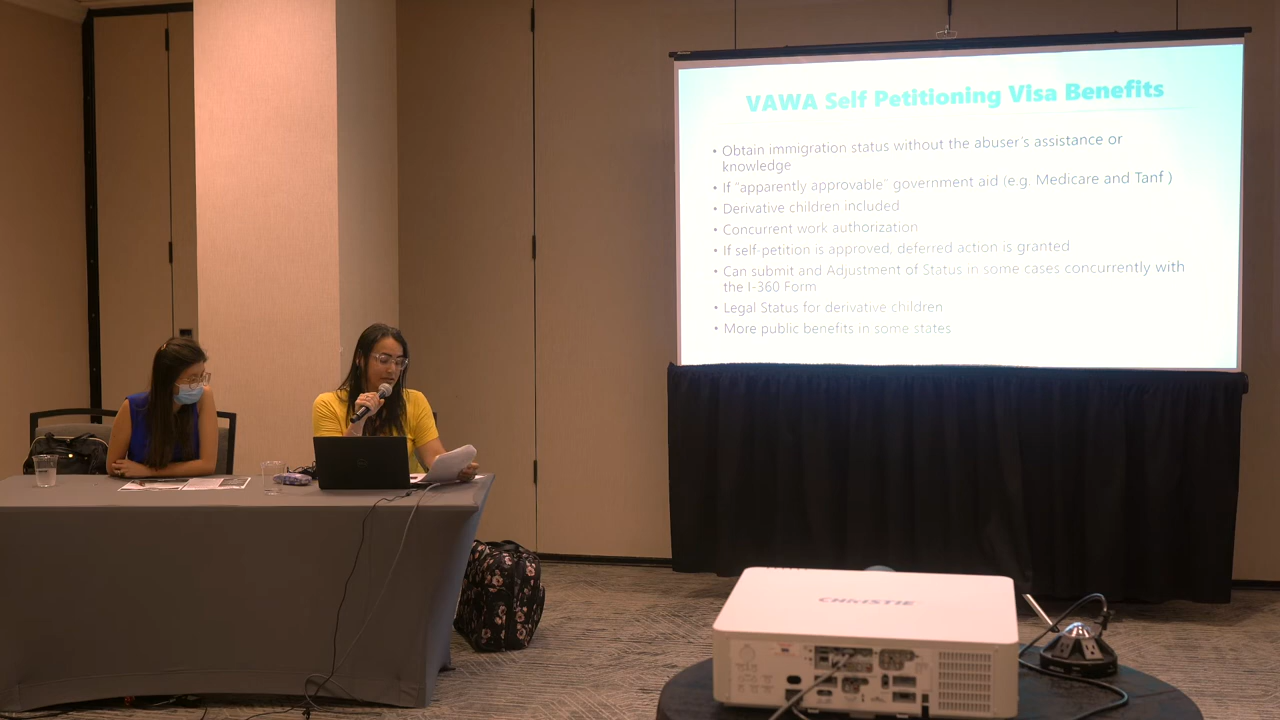 VAWA Self Petitioning Visa Benefits
• Obtain immigration status without the abuser's assistance or
knowledge
• If "apparently approvable" government aid (e.g. Medicare and Tanf )
• Derivative children included
• Concurrent work authorization
• If self-petition is approved, deferred action is granted
• Can submit and Adjustment of Status in some cases concurrently with
the I-360 Form
• Legal Status for derivative children
• More public benefits in some states
CHRISTIE